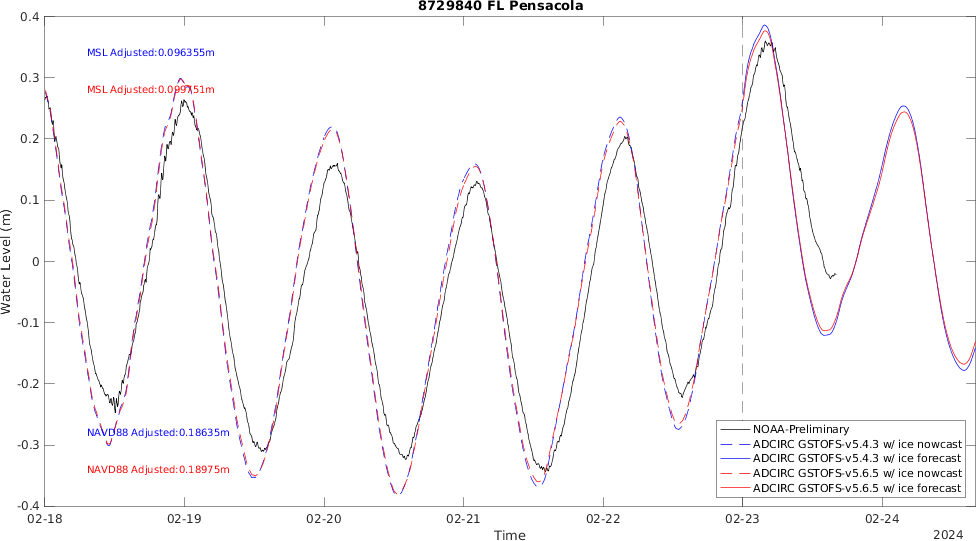 8729840 FL Pensacola
0.4
0.3
0.2
0.1
0
-0.1
-0.2
-0.3
-0.4
Water Level (m)
MSL Adjusted:0.096355m
MSL Adjusted:0.099751m
NAVD88 Adjusted:0.18635m
NAVD88 Adjusted:0.18975m
NOAA-Preliminary
ADCIRC GSTOFS-v5.4.3 w/ ice nowcast
ADCIRC GSTOFS-v5.4.3 w/ ice forecast
ADCIRC GSTOFS-v5.6.5 w/ ice nowcast
ADCIRC GSTOFS-v5.6.5 w/ ice forecast
02-18 02-19 02-20 02-21 02-22 02-23 02-24
Time
2024